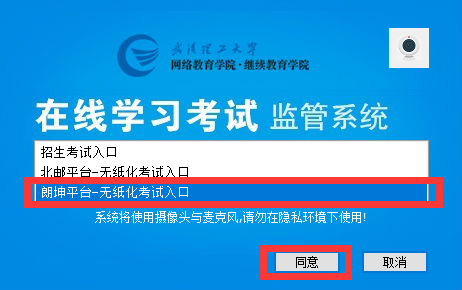 武汉理工大学
网络教育学院·继续教育学院
在线学习考试 监管系统
招生考试入口
北邮平台-无纸化考试入口
朗坤平台-无纸化考试入口
系统将使用摄像头与麦克风,请勿在隐私环境下使用!
同意 取消